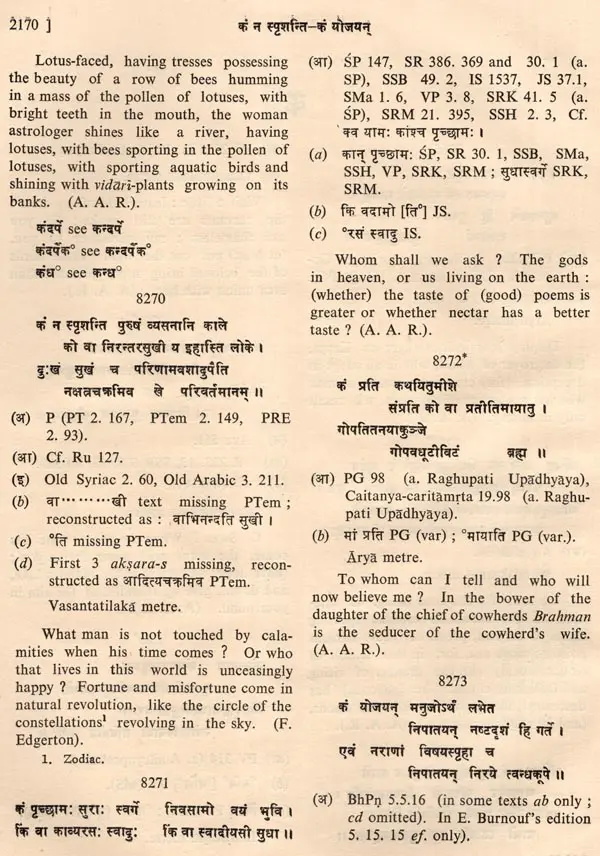 2170 ]
कं न स्पृशन्ति-कं योजयन्
Lotus-faced, having tresses possessing
the beauty of a row of bees humming
in a mass of the pollen of lotuses, with
bright teeth in the mouth, the woman
astrologer shines like a river, having
lotuses, with bees sporting in the pollen of
lotuses, with sporting aquatic birds and
shining with vidārī-plants growing on its
banks. (A. A. R.).
कंदर्पे see कन्दर्पे
कंदर्पेक° see कन्दर्पेक°
कंध° see कन्ध°
8270
कं न स्पृशन्ति पुरुषं व्यसनानि काले
को वा निरन्तरसुखी य इहास्ति लोके ।
दुःखं सुखं च परिणामवशादुपैति
नक्षत्रचक्रमिव खे परिवर्तमानम् ॥
(अ) P (PT 2. 167, PTem 2. 149, PRE
2. 93).
(आ) Cf. Ru 127.
(इ) Old Syriac 2. 60, Old Arabic 3. 211.
(b) वा·········खी text missing PTem ;
reconstructed as : वाभिनन्दति सुखी ।
(c) °ति missing PTem.
(d) First 3 akṣara-s missing, recon-
structed as आदित्यचक्रमिव PTem.
Vasantatilakā metre.
What man is not touched by cala-
mities when his time comes ? Or who
that lives in this world is unceasingly
happy ? Fortune and misfortune come in
natural revolution, like the circle of the
constellations¹ revolving in the sky. (F.
Edgerton).
1. Zodiac.
8271
कं पृच्छामः सुराः स्वर्गे निवसामो वयं भुवि ।
किं वा काव्यरसः स्वादुः किं वा स्वादीयसी सुधा ॥
(आ) ŚP 147, SR 386. 369 and 30. 1 (a.
SP), SSB 49. 2, IS 1537, JS 37.1,
SMa 1. 6, VP 3. 8, SRK 41. 5 (a.
ŚP), SRM 21. 395, SSH 2. 3, Cf.
क्व यामः कांश्च पृच्छामः ।
(a) कान् पृच्छामः ŚP, SR 30. 1, SSB, SMa,
SSH, VP, SRK, SRM ; सुधास्वर्गे SRK,
SRM.
(b) किं वदामो [ति°] JS.
(c) °रसं स्वादु IS.
Whom shall we ask ? The gods
in heaven, or us living on the earth :
(whether) the taste of (good) poems is
greater or whether nectar has a better
taste ? (A. A. R.).
8272*
कं प्रति कथयितुमीशे
संप्रति को वा प्रतीतिमायातु ।
गोपतितनयाकुञ्जे
गोपवधूटीविटं ब्रह्म ॥
(आ) PG 98 (a. Raghupati Upādhyāya),
Caitanya-caritāmṛta 19.98 (a. Raghu-
pati Upādhyāya).
(b) मां प्रति PG (var) ; °मायाति PG (var.).
Āryā metre.
To whom can I tell and who will
now believe me ? In the bower of the
daughter of the chief of cowherds Brahman
is the seducer of the cowherd's wife.
(A. A. R.).
8273
कं योजयन् मनुजोऽर्थं लभेत
निपातयन् नष्टदृशं हि गर्ते ।
एवं नराणां विषयस्पृहा च
निपातयन् निरये त्वन्धकूपे ॥
(अ) BhPṇ 5.5.16 (in some texts ab only ;
cd omitted). In E. Burnouf's edition
5. 15. 15 ef. only).